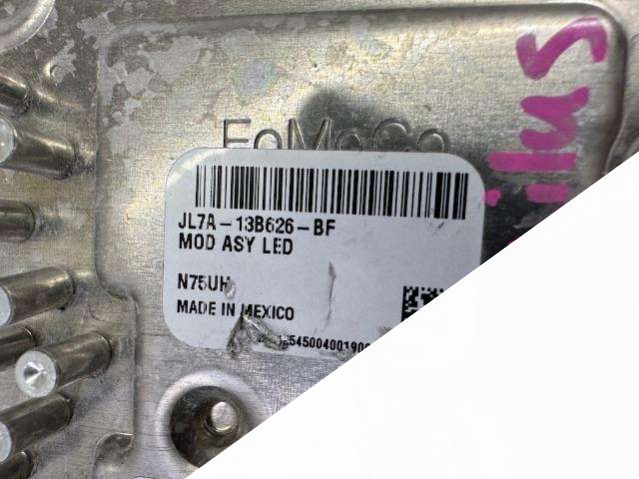 FoMoCo
JL7A-13B626-BF
MOD ASY LED
N75UH
MADE IN MEXICO